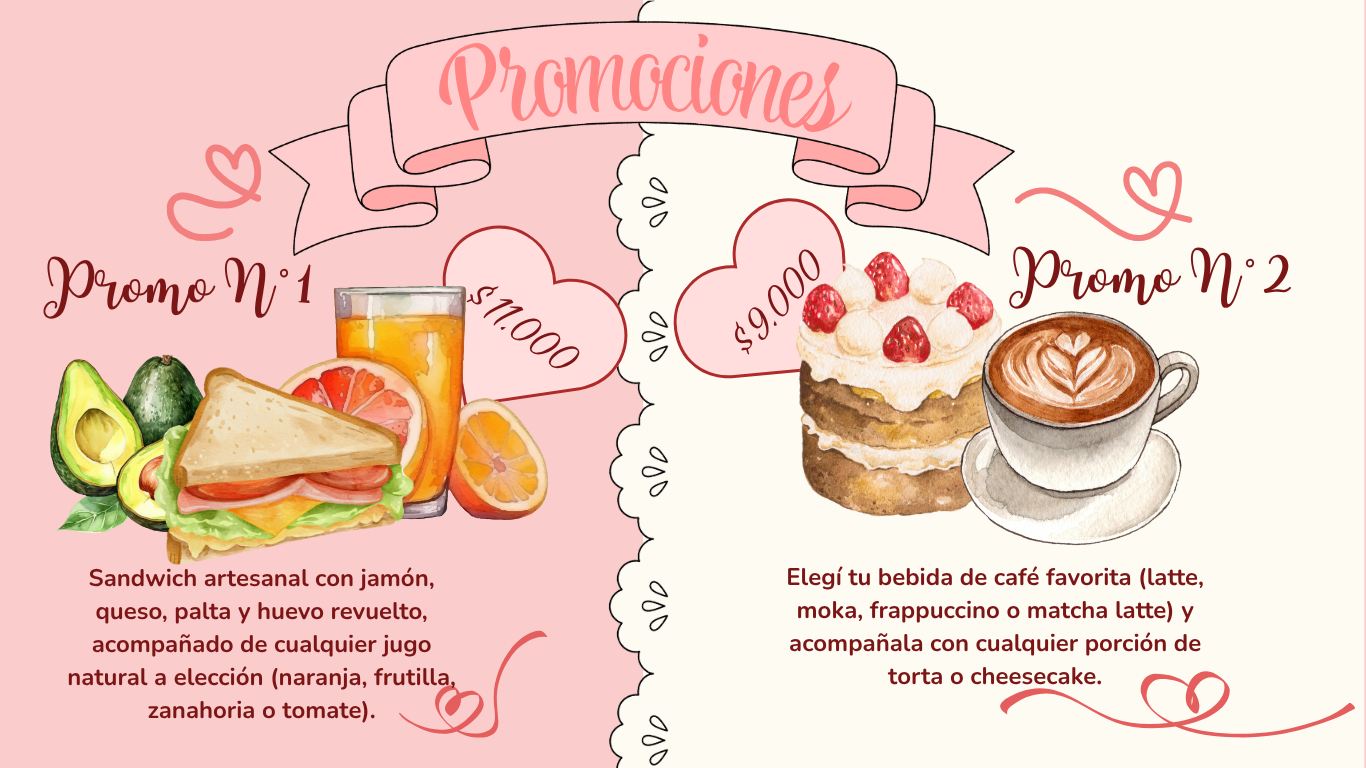 Promociones
Promo N°1
$11.000
Sandwich artesanal con jamón,
queso, palta y huevo revuelto,
acompañado de cualquier jugo
natural a elección (naranja, frutilla,
zanahoria o tomate).
$9.000
Promo N°2
Elegí tu bebida de café favorita (latte,
moka, frappuccino o matcha latte) y
acompañala con cualquier porción de
torta o cheesecake.